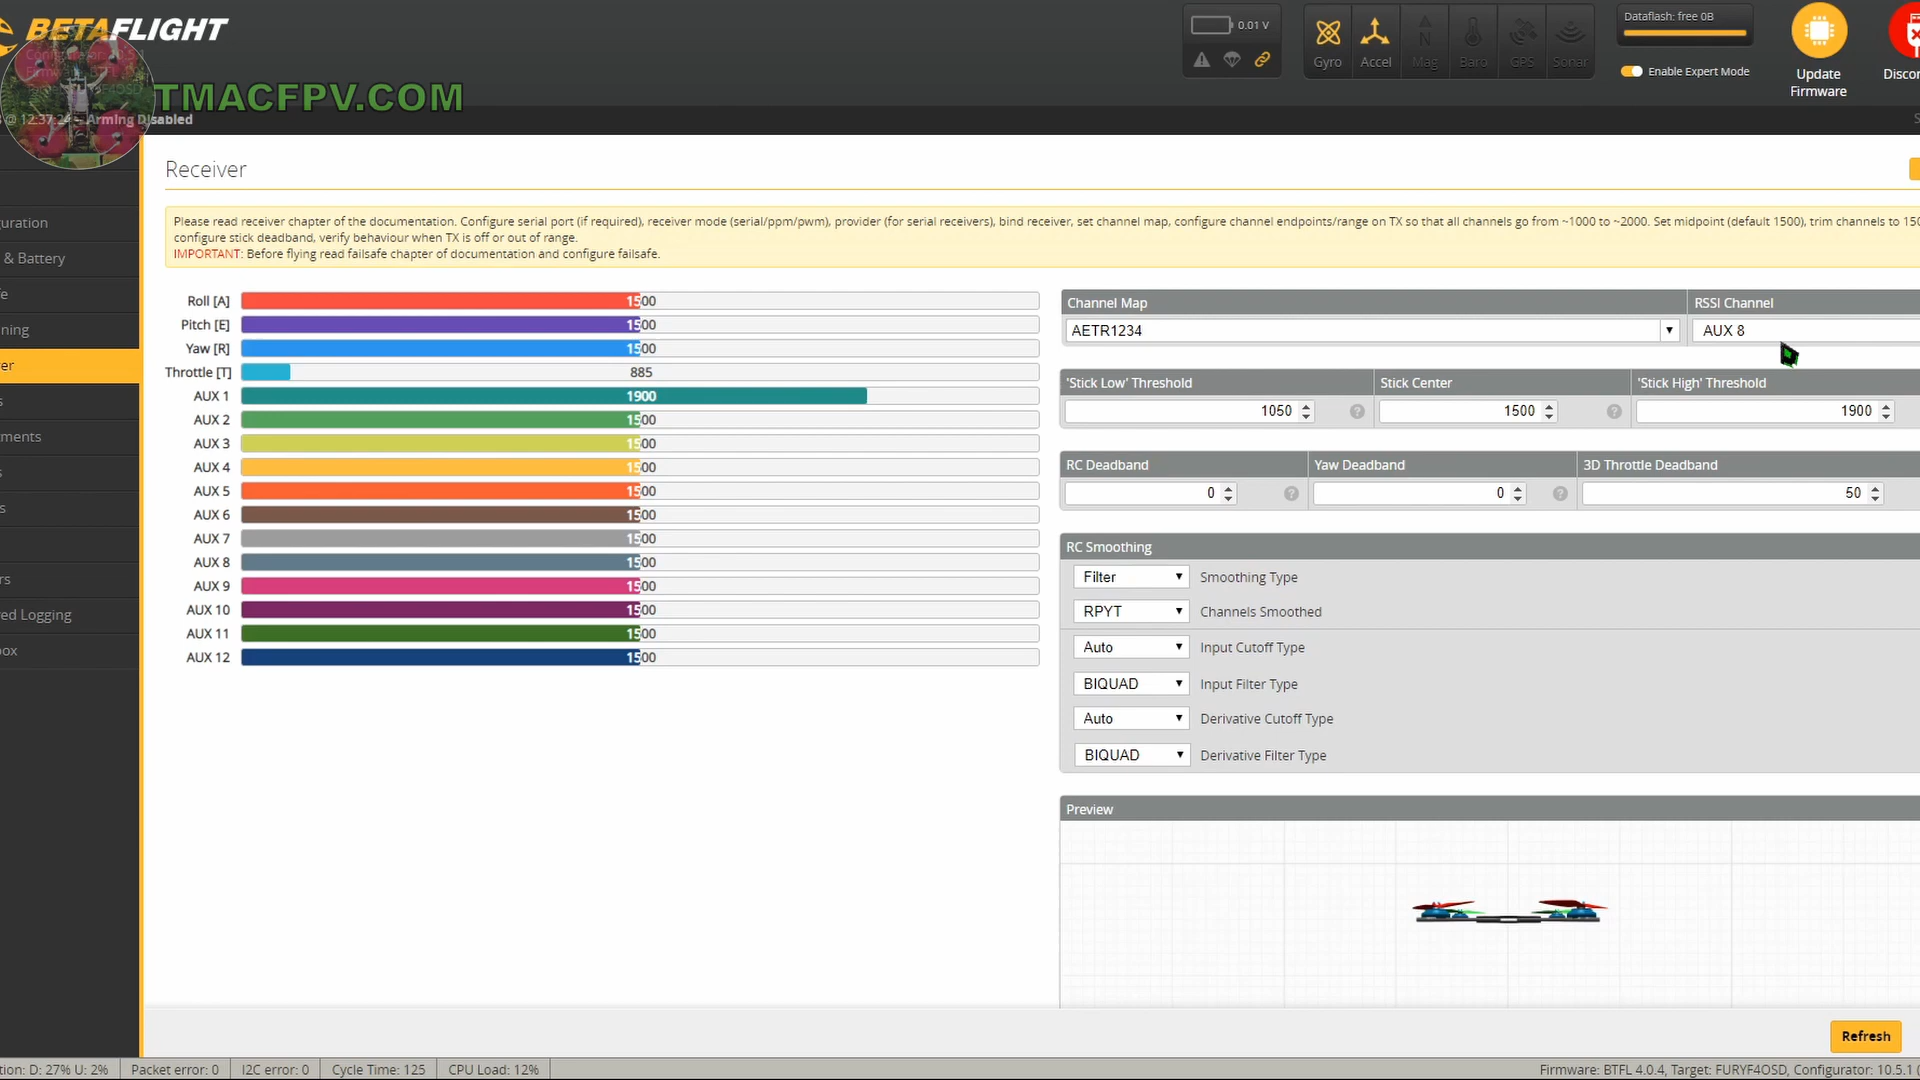 BETAFLIGHT
0.01 V
Gyro
Accel
Mag
Baro
GPS
Sonar
Dataflash: free 0B
Enable Expert Mode
Update
Firmware
TMACFPV.COM
@ 12:37:2
Arming Disabled
Receiver
Please read receiver chapter of the documentation. Configure serial port (if required), receiver mode (serial/ppm/pwm), provider (for serial receivers), bind receiver, set channel map, configure channel endpoints/range on TX so that all channels go from ~1000 to ~2000. Set midpoint (default 1500), trim channels to 150
configure stick deadband, verify behaviour when TX is off or out of range.
IMPORTANT: Before flying read failsafe chapter of documentation and configure failsafe.
uration
& Battery
fe
ning
er
s
ments
s
s
rs
ed Logging
box
Roll [A] 1500
Pitch [E] 1500
Yaw [R] 1500
Throttle [T] 885
AUX 1 1900
AUX 2 1500
AUX 3 1500
AUX 4 1500
AUX 5 1500
AUX 6 1500
AUX 7 1500
AUX 8 1500
AUX 9 1500
AUX 10 1500
AUX 11 1500
AUX 12 1500
Channel Map RSSI Channel
AETR1234 AUX 8
'Stick Low' Threshold Stick Center 'Stick High' Threshold
1050 1500 1900
RC Deadband Yaw Deadband 3D Throttle Deadband
0 0 50
RC Smoothing
Filter Smoothing Type
RPYT Channels Smoothed
Auto Input Cutoff Type
BIQUAD Input Filter Type
Auto Derivative Cutoff Type
BIQUAD Derivative Filter Type
Preview
Refresh
tion: D: 27% U: 2% Packet error: 0 I2C error: 0 Cycle Time: 125 CPU Load: 12% Firmware: BTFL 4.0.4, Target: FURYF4OSD, Configurator: 10.5.1 (